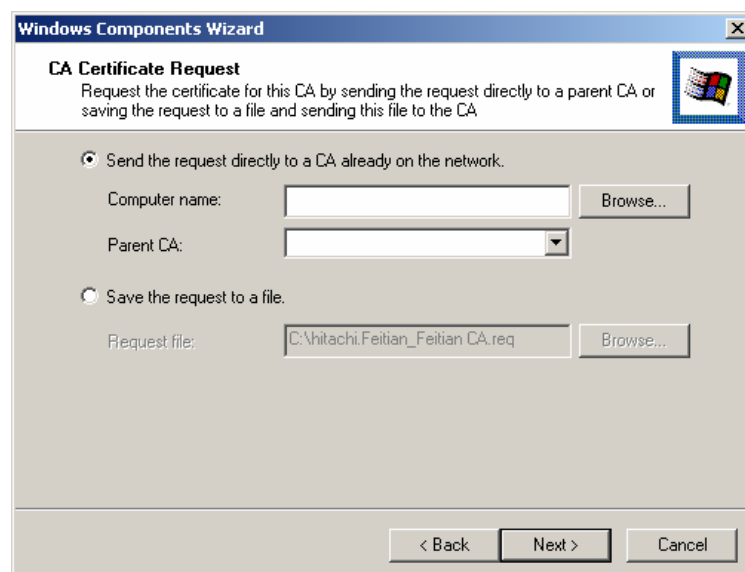 Windows Components Wizard
CA Certificate Request
Request the certificate for this CA by sending the request directly to a parent CA or
saving the request to a file and sending this file to the CA
Send the request directly to a CA already on the network.
Computer name:
Browse...
Parent CA:
Save the request to a file.
Request file:
C:\hitachi.Feitian_Feitian CA.req
Browse...
< Back
Next >
Cancel